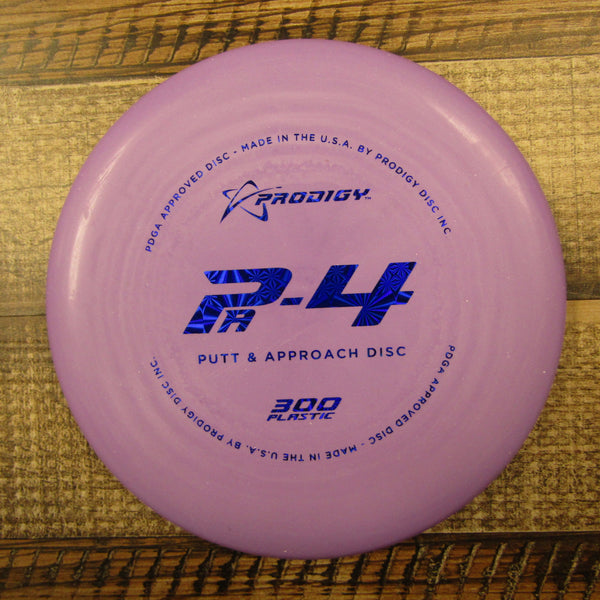 PDGA APPROVED DISC - MADE IN THE U.S.A. BY PRODIGY DISC INC
PRODIGY™
PA-4
PUTT & APPROACH DISC
300
PLASTIC
PDGA APPROVED DISC - MADE IN THE U.S.A. BY PRODIGY DISC INC.